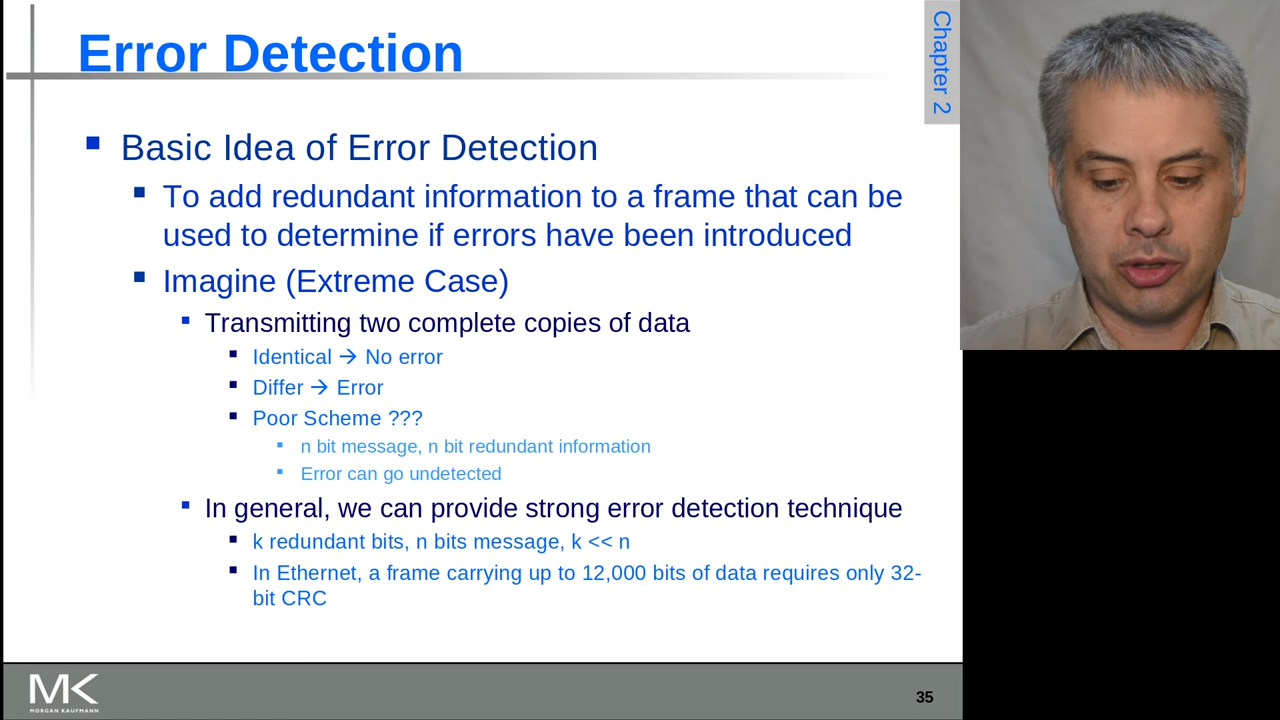 Error Detection
Chapter 2
Basic Idea of Error Detection
To add redundant information to a frame that can be
used to determine if errors have been introduced
Imagine (Extreme Case)
Transmitting two complete copies of data
Identical → No error
Differ → Error
Poor Scheme ???
n bit message, n bit redundant information
Error can go undetected
In general, we can provide strong error detection technique
k redundant bits, n bits message, k << n
In Ethernet, a frame carrying up to 12,000 bits of data requires only 32-
bit CRC
MK
MORGAN KAUFMANN
35